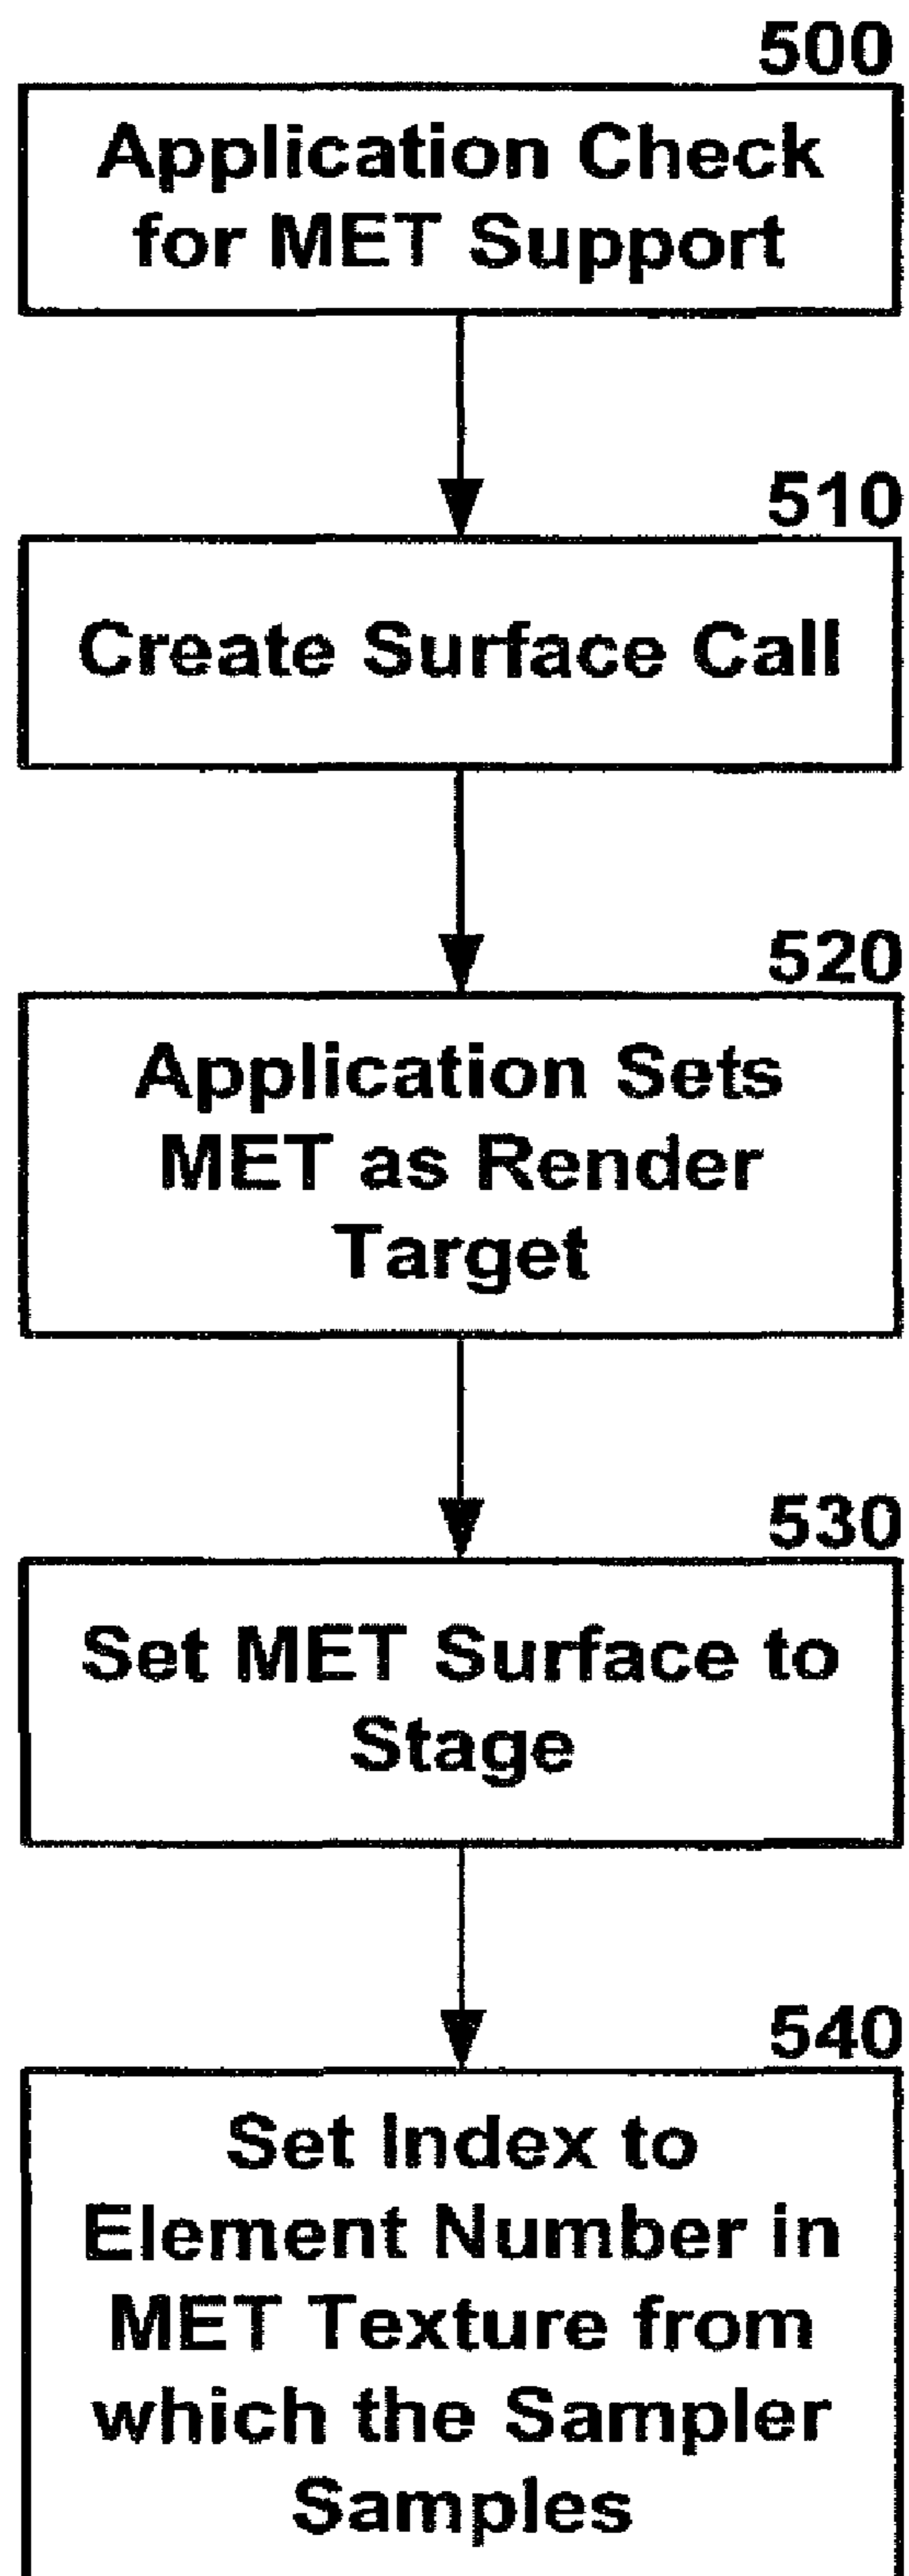 500
Application Check
for MET Support
510
Create Surface Call
520
Application Sets
MET as Render
Target
530
Set MET Surface to
Stage
540
Set Index to
Element Number in
MET Texture from
which the Sampler
Samples